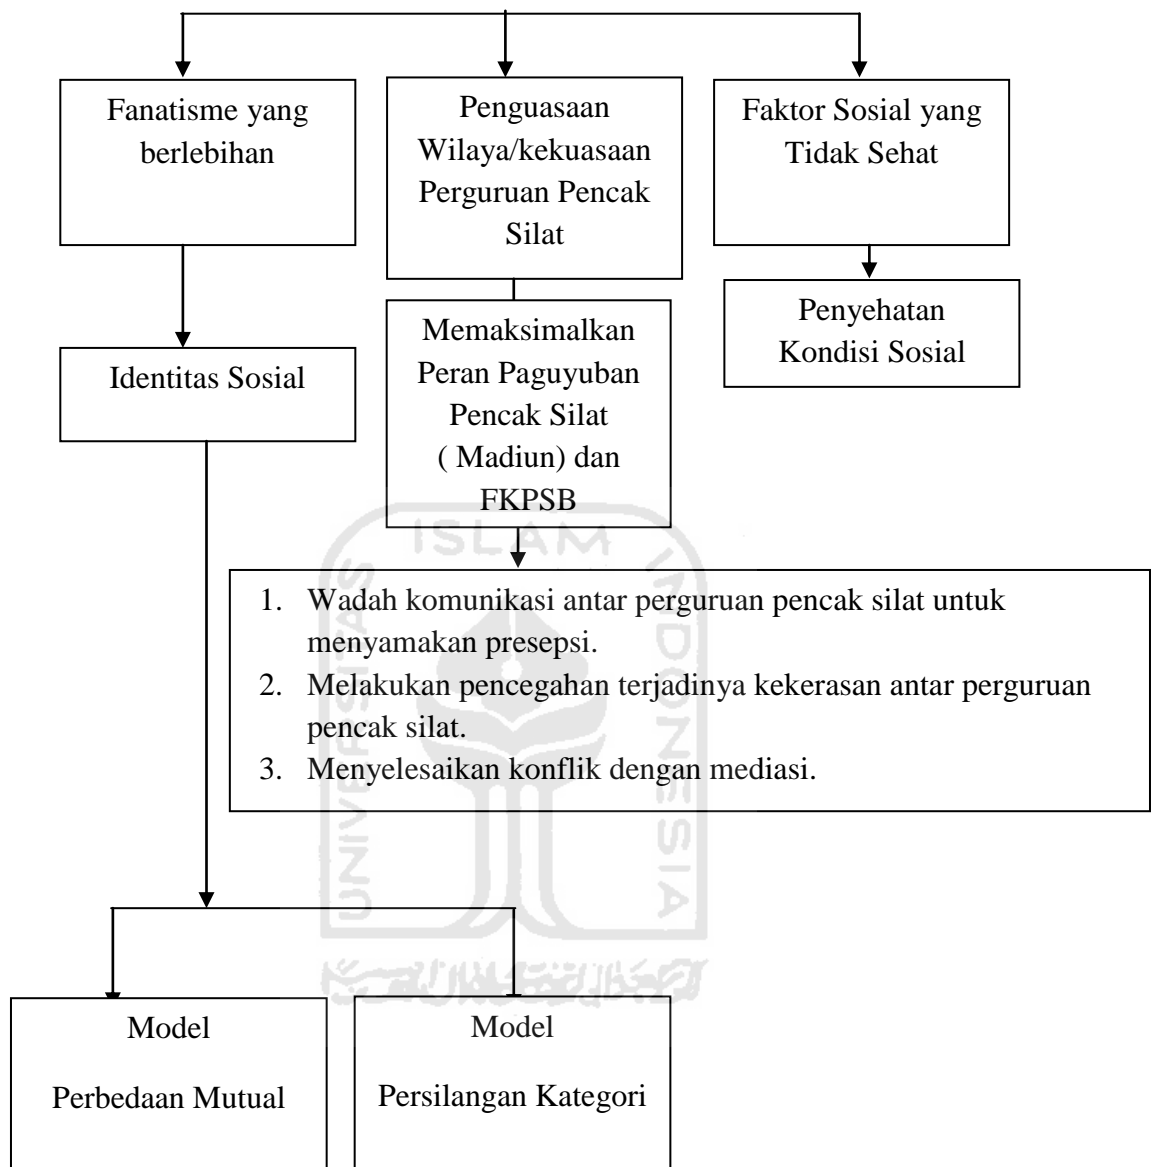 Fanatisme yang
berlebihan
Penguasaan
Wilaya/kekuasaan
Perguruan Pencak
Silat
Faktor Sosial yang
Tidak Sehat
Identitas Sosial
Memaksimalkan
Peran Paguyuban
Pencak Silat
( Madiun) dan
FKPSB
Penyehatan
Kondisi Sosial
1. Wadah komunikasi antar perguruan pencak silat untuk
menyamakan presepsi.
2. Melakukan pencegahan terjadinya kekerasan antar perguruan
pencak silat.
3. Menyelesaikan konflik dengan mediasi.
Model
Perbedaan Mutual
Model
Persilangan Kategori
UNIVERSITAS
ISLAM
INDONESIA